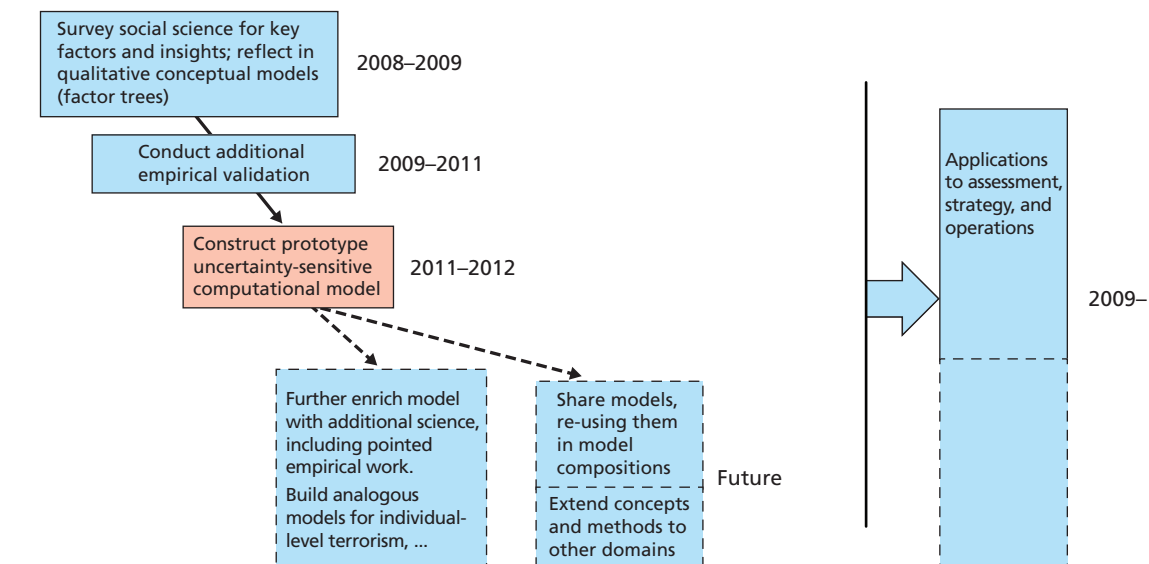 Survey social science for key
factors and insights; reflect in
qualitative conceptual models
(factor trees)
2008–2009
Conduct additional
empirical validation
2009–2011
Construct prototype
uncertainty-sensitive
computational model
2011–2012
Further enrich model
with additional science,
including pointed
empirical work.
Build analogous
models for individual-
level terrorism, ...
Share models,
re-using them
in model
compositions
Extend concepts
and methods to
other domains
Future
Applications
to assessment,
strategy, and
operations
2009–